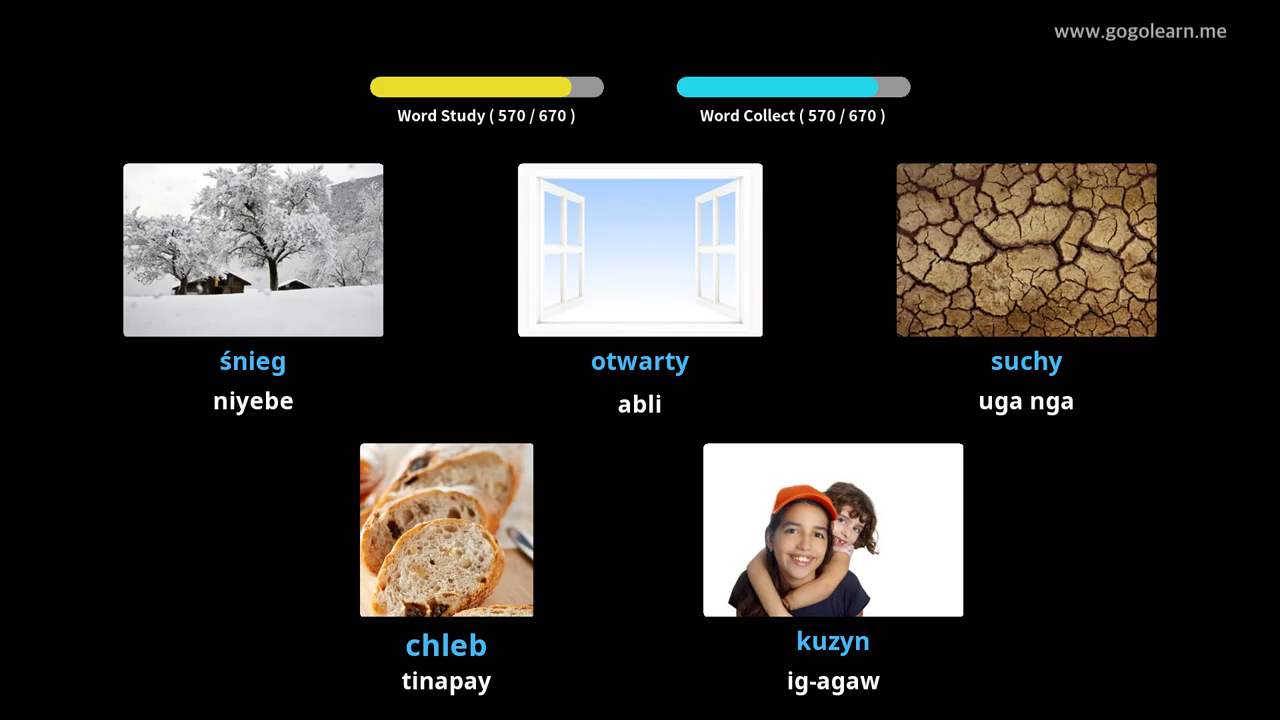 www.gogolearn.me
Word Study ( 570 / 670 )
Word Collect ( 570 / 670 )
śnieg
otwarty
suchy
niyebe
abli
uga nga
chleb
kuzyn
tinapay
ig-agaw